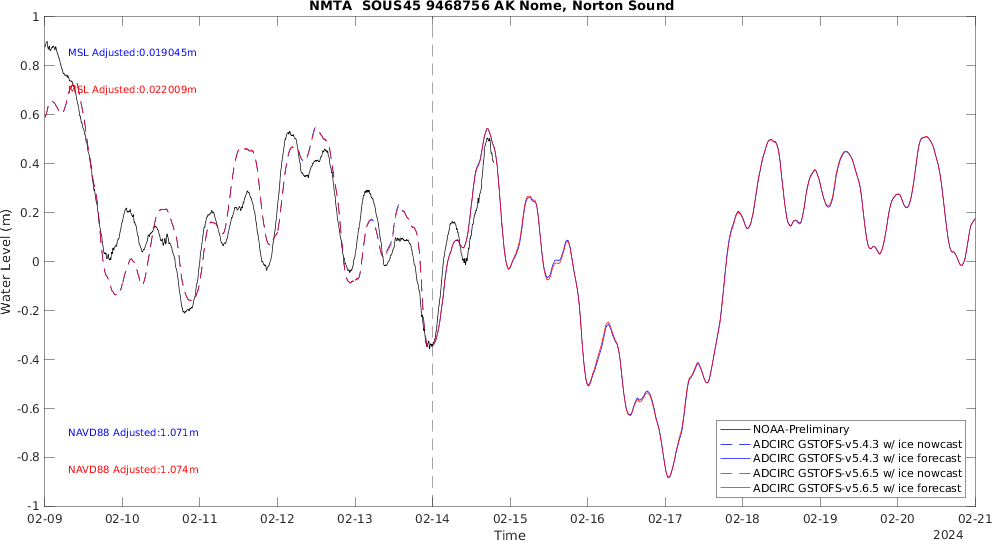 NMTA SOUS45 9468756 AK Nome, Norton Sound
1
0.8
0.6
0.4
0.2
0
-0.2
-0.4
-0.6
-0.8
-1
Water Level (m)
MSL Adjusted:0.019045m
MSL Adjusted:0.022009m
NAVD88 Adjusted:1.071m
NAVD88 Adjusted:1.074m
NOAA-Preliminary
ADCIRC GSTOFS-v5.4.3 w/ ice nowcast
ADCIRC GSTOFS-v5.4.3 w/ ice forecast
ADCIRC GSTOFS-v5.6.5 w/ ice nowcast
ADCIRC GSTOFS-v5.6.5 w/ ice forecast
02-09 02-10 02-11 02-12 02-13 02-14 02-15 02-16 02-17 02-18 02-19 02-20 02-21
Time
2024